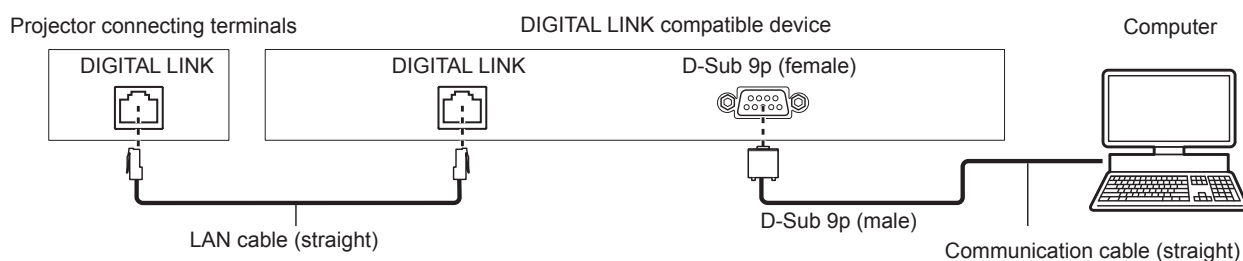 Projector connecting terminals
DIGITAL LINK compatible device
Computer
DIGITAL LINK
DIGITAL LINK
D-Sub 9p (female)
D-Sub 9p (male)
LAN cable (straight)
Communication cable (straight)